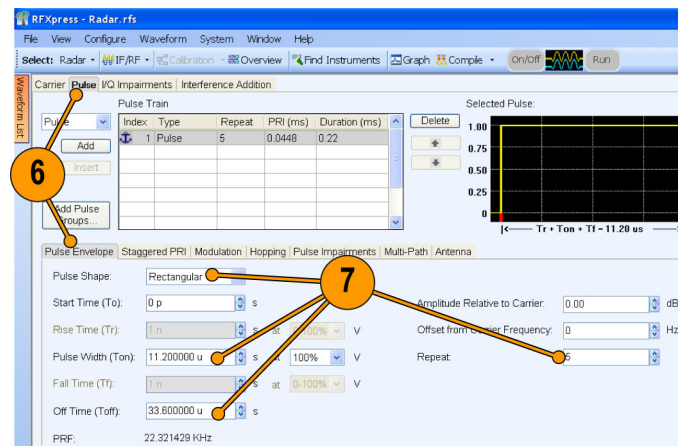 RFXpress - Radar.rfs
File View Configure Waveform System Window Help
Select: Radar IF/RF Calibration Overview Find Instruments Graph Compile On/Off Run
Waveform List:
Carrier Pulse I/Q Impairments Interference Addition
Pulse Train
Selected Pulse:
Pulse
Add
Insert
Add Pulse
Groups...
Index Type Repeat PRI (ms) Duration (ms)
1 Pulse 5 0.0448 0.22
Delete
1.00
0.75
0.50
0.25
0
Tr + Ton + Tf - 11.20 us
6
Pulse Envelope Staggered PRI Modulation Hopping Pulse Impairments Multi-Path Antenna
7
Pulse Shape: Rectangular
Start Time (To): 0 p s
Amplitude Relative to Carrier: 0.00 dB
Rise Time (Tr): 1 n s at 0-100% V
Offset from Carrier Frequency: 0 Hz
Pulse Width (Ton): 11.200000 u s at 100% V
Repeat: 5
Fall Time (Tf): 1 n s at 0-100% V
Off Time (Toff): 33.600000 u s
PRF: 22.321429 KHz